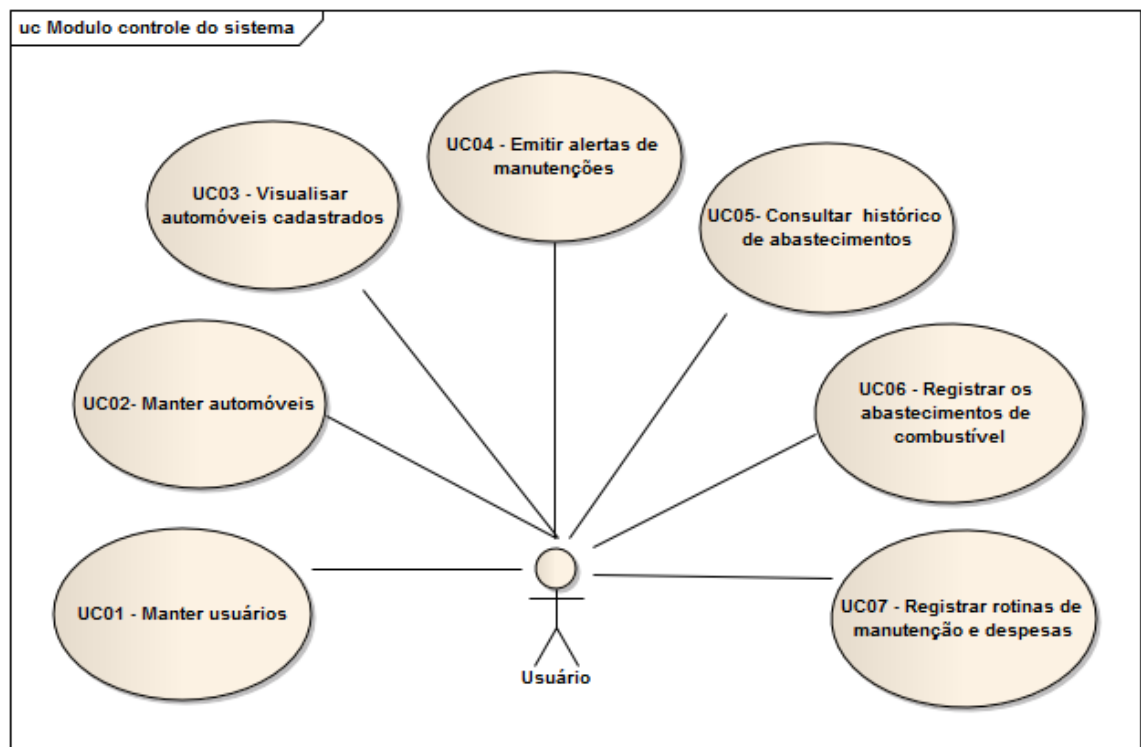 uc Modulo controle do sistema
UC04 - Emitir alertas de
manutenções
UC03 - Visualisar
automóveis cadastrados
UC05- Consultar histórico
de abastecimentos
UC02- Manter automóveis
UC06 - Registrar os
abastecimentos de
combustível
UC01 - Manter usuários
UC07 - Registrar rotinas de
manutenção e despesas
Usuário